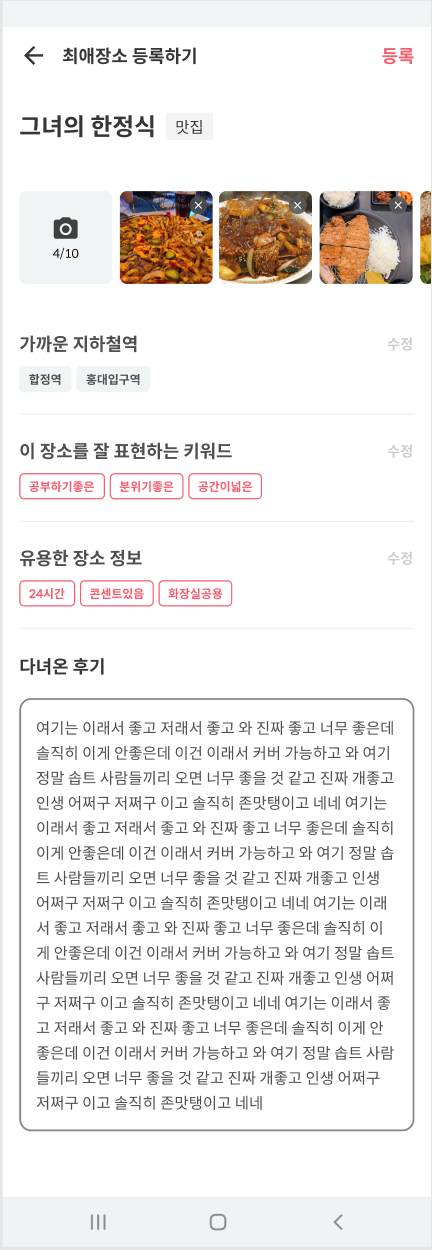 최애장소 등록하기 등록
그녀의 한정식 맛집
4/10
가까운 지하철역 수정
합정역 홍대입구역
이 장소를 잘 표현하는 키워드 수정
공부하기좋은 분위기좋은 공간이넓은
유용한 장소 정보 수정
24시간 콘센트있음 화장실공용
다녀온 후기
여기는 이래서 좋고 저래서 좋고 와 진짜 좋고 너무 좋은데
솔직히 이게 안좋은데 이건 이래서 커버 가능하고 와 여기
정말 솝트 사람들끼리 오면 너무 좋을 것 같고 진짜 개좋고
인생 어쩌구 저쩌구 이고 솔직히 존맛탱이고 네네 여기는
이래서 좋고 저래서 좋고 와 진짜 좋고 너무 좋은데 솔직히
이게 안좋은데 이건 이래서 커버 가능하고 와 여기 정말 솝
트 사람들끼리 오면 너무 좋을 것 같고 진짜 개좋고 인생
어쩌구 저쩌구 이고 솔직히 존맛탱이고 네네 여기는 이래
서 좋고 저래서 좋고 와 진짜 좋고 너무 좋은데 솔직히 이
게 안좋은데 이건 이래서 커버 가능하고 와 여기 정말 솝트
사람들끼리 오면 너무 좋을 것 같고 진짜 개좋고 인생 어쩌
구 저쩌구 이고 솔직히 존맛탱이고 네네 여기는 이래서 좋
고 저래서 좋고 와 진짜 좋고 너무 좋은데 솔직히 이게 안
좋은데 이건 이래서 커버 가능하고 와 여기 정말 솝트 사람
들끼리 오면 너무 좋을 것 같고 진짜 개좋고 인생 어쩌구
저쩌구 이고 솔직히 존맛탱이고 네네